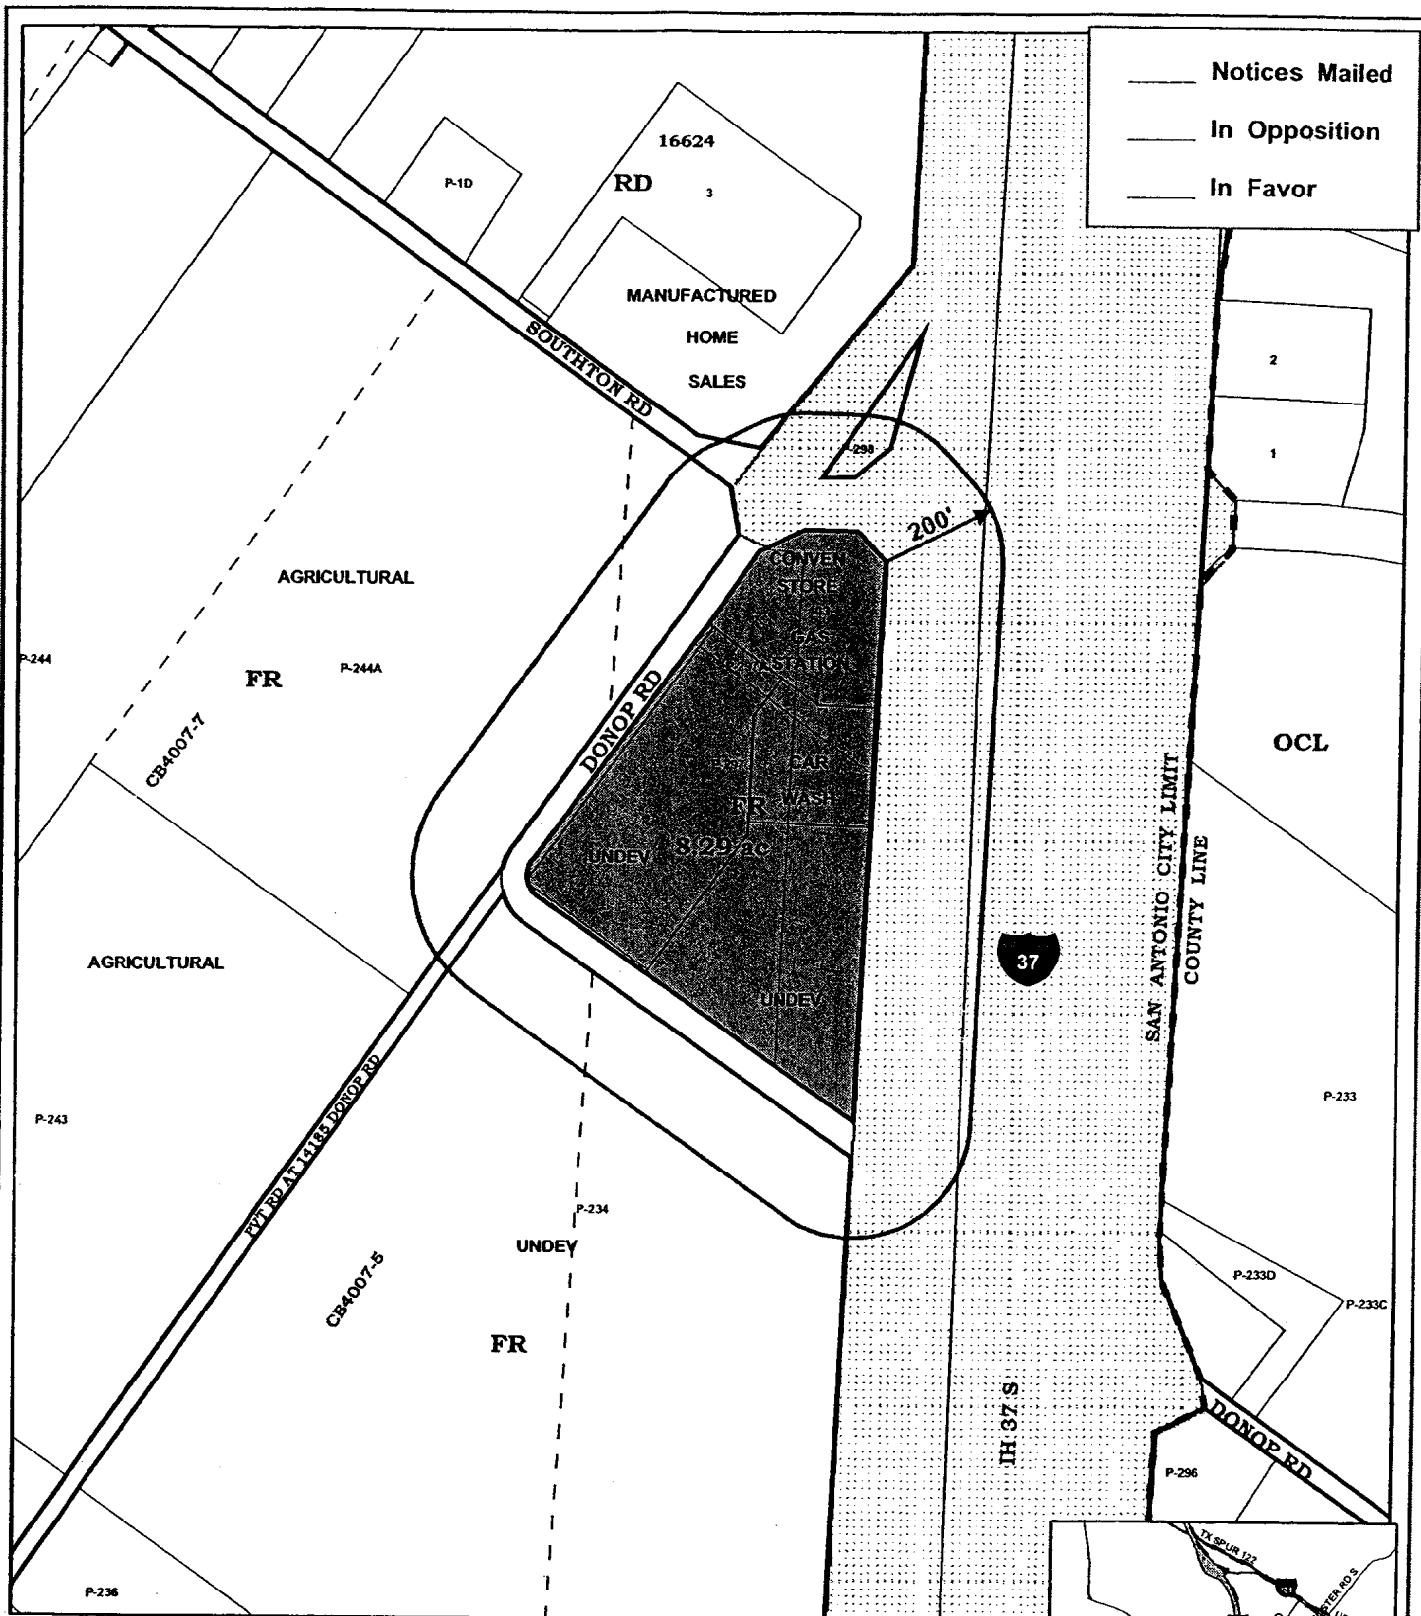 Notices Mailed
In Opposition
In Favor
16624
RD
3
P-1D
MANUFACTURED
HOME
SALES
SOUTHTON RD
2
1
200'
CONVEN
STORE
GAS
STATION
AGRICULTURAL
P-244
FR
P-244A
CB4007-7
DONOP RD
CAR
WASH
FR
UNDEV
8.29 ac
UNDEV
OCL
SAN ANTONIO CITY LIMIT
COUNTY LINE
37
AGRICULTURAL
P-243
PVT RD AT 14185 DONOP RD
P-233
P-234
UNDEV
CB4007-5
FR
P-233D
P-233C
IH 37 S
DONOP RD
P-296
P-236
TX SPUR 122